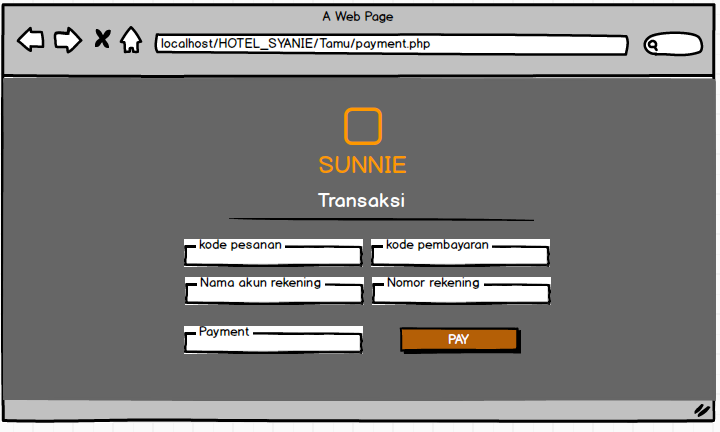 A Web Page
localhost/HOTEL_SYANIE/Tamu/payment.php
SUNNIE
Transaksi
kode pesanan
kode pembayaran
Nama akun rekening
Nomor rekening
Payment
PAY